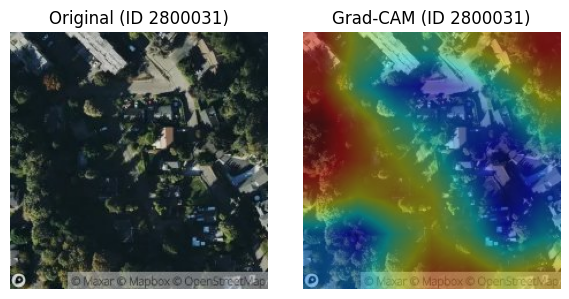 Original (ID 2800031)
Grad-CAM (ID 2800031)
© Maxar © Mapbox © OpenStreetMap
© Maxar © Mapbox © OpenStreetMap